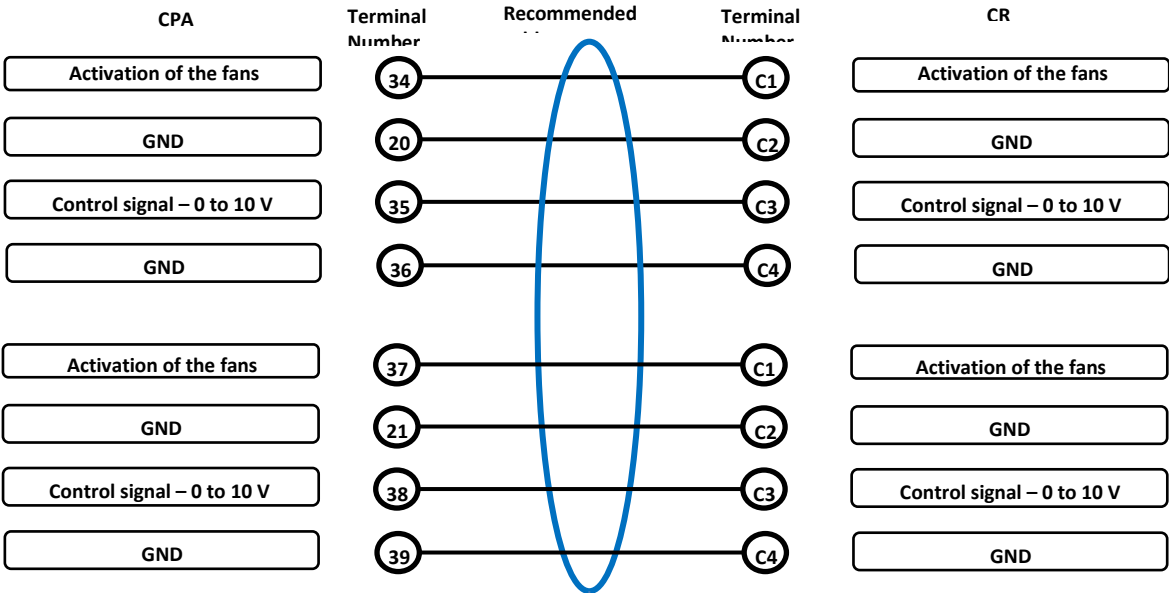 CPA Terminal Recommended Terminal CR
Number Number
Activation of the fans 34 C1 Activation of the fans
GND 20 C2 GND
Control signal – 0 to 10 V 35 C3 Control signal – 0 to 10 V
GND 36 C4 GND
Activation of the fans 37 C1 Activation of the fans
GND 21 C2 GND
Control signal – 0 to 10 V 38 C3 Control signal – 0 to 10 V
GND 39 C4 GND